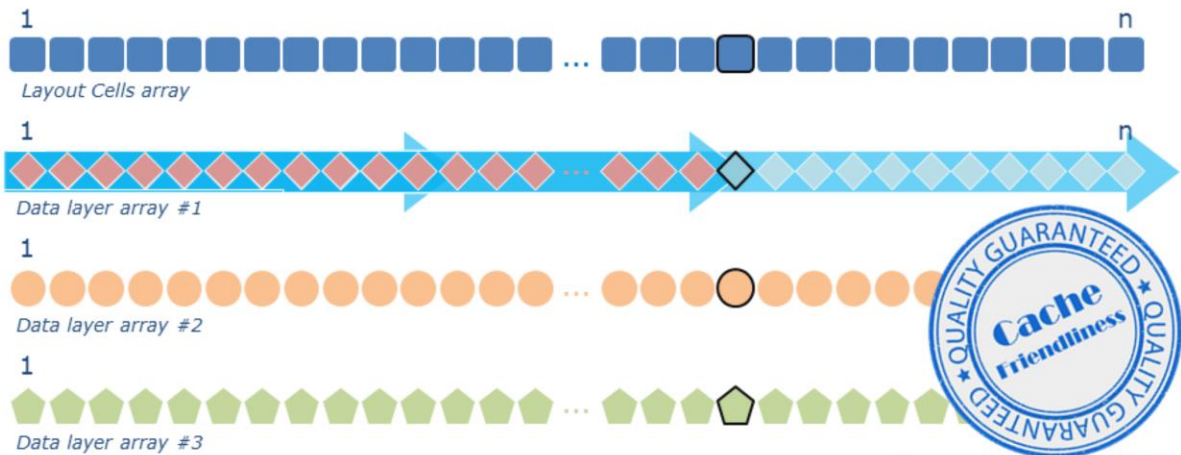 1 n
...
Layout Cells array
1 n
...
Data layer array #1
1
...
Data layer array #2
1
...
Data layer array #3
QUALITY GUARANTEED ★ QUALITY GUARANTEED ★
Cache
Friendliness